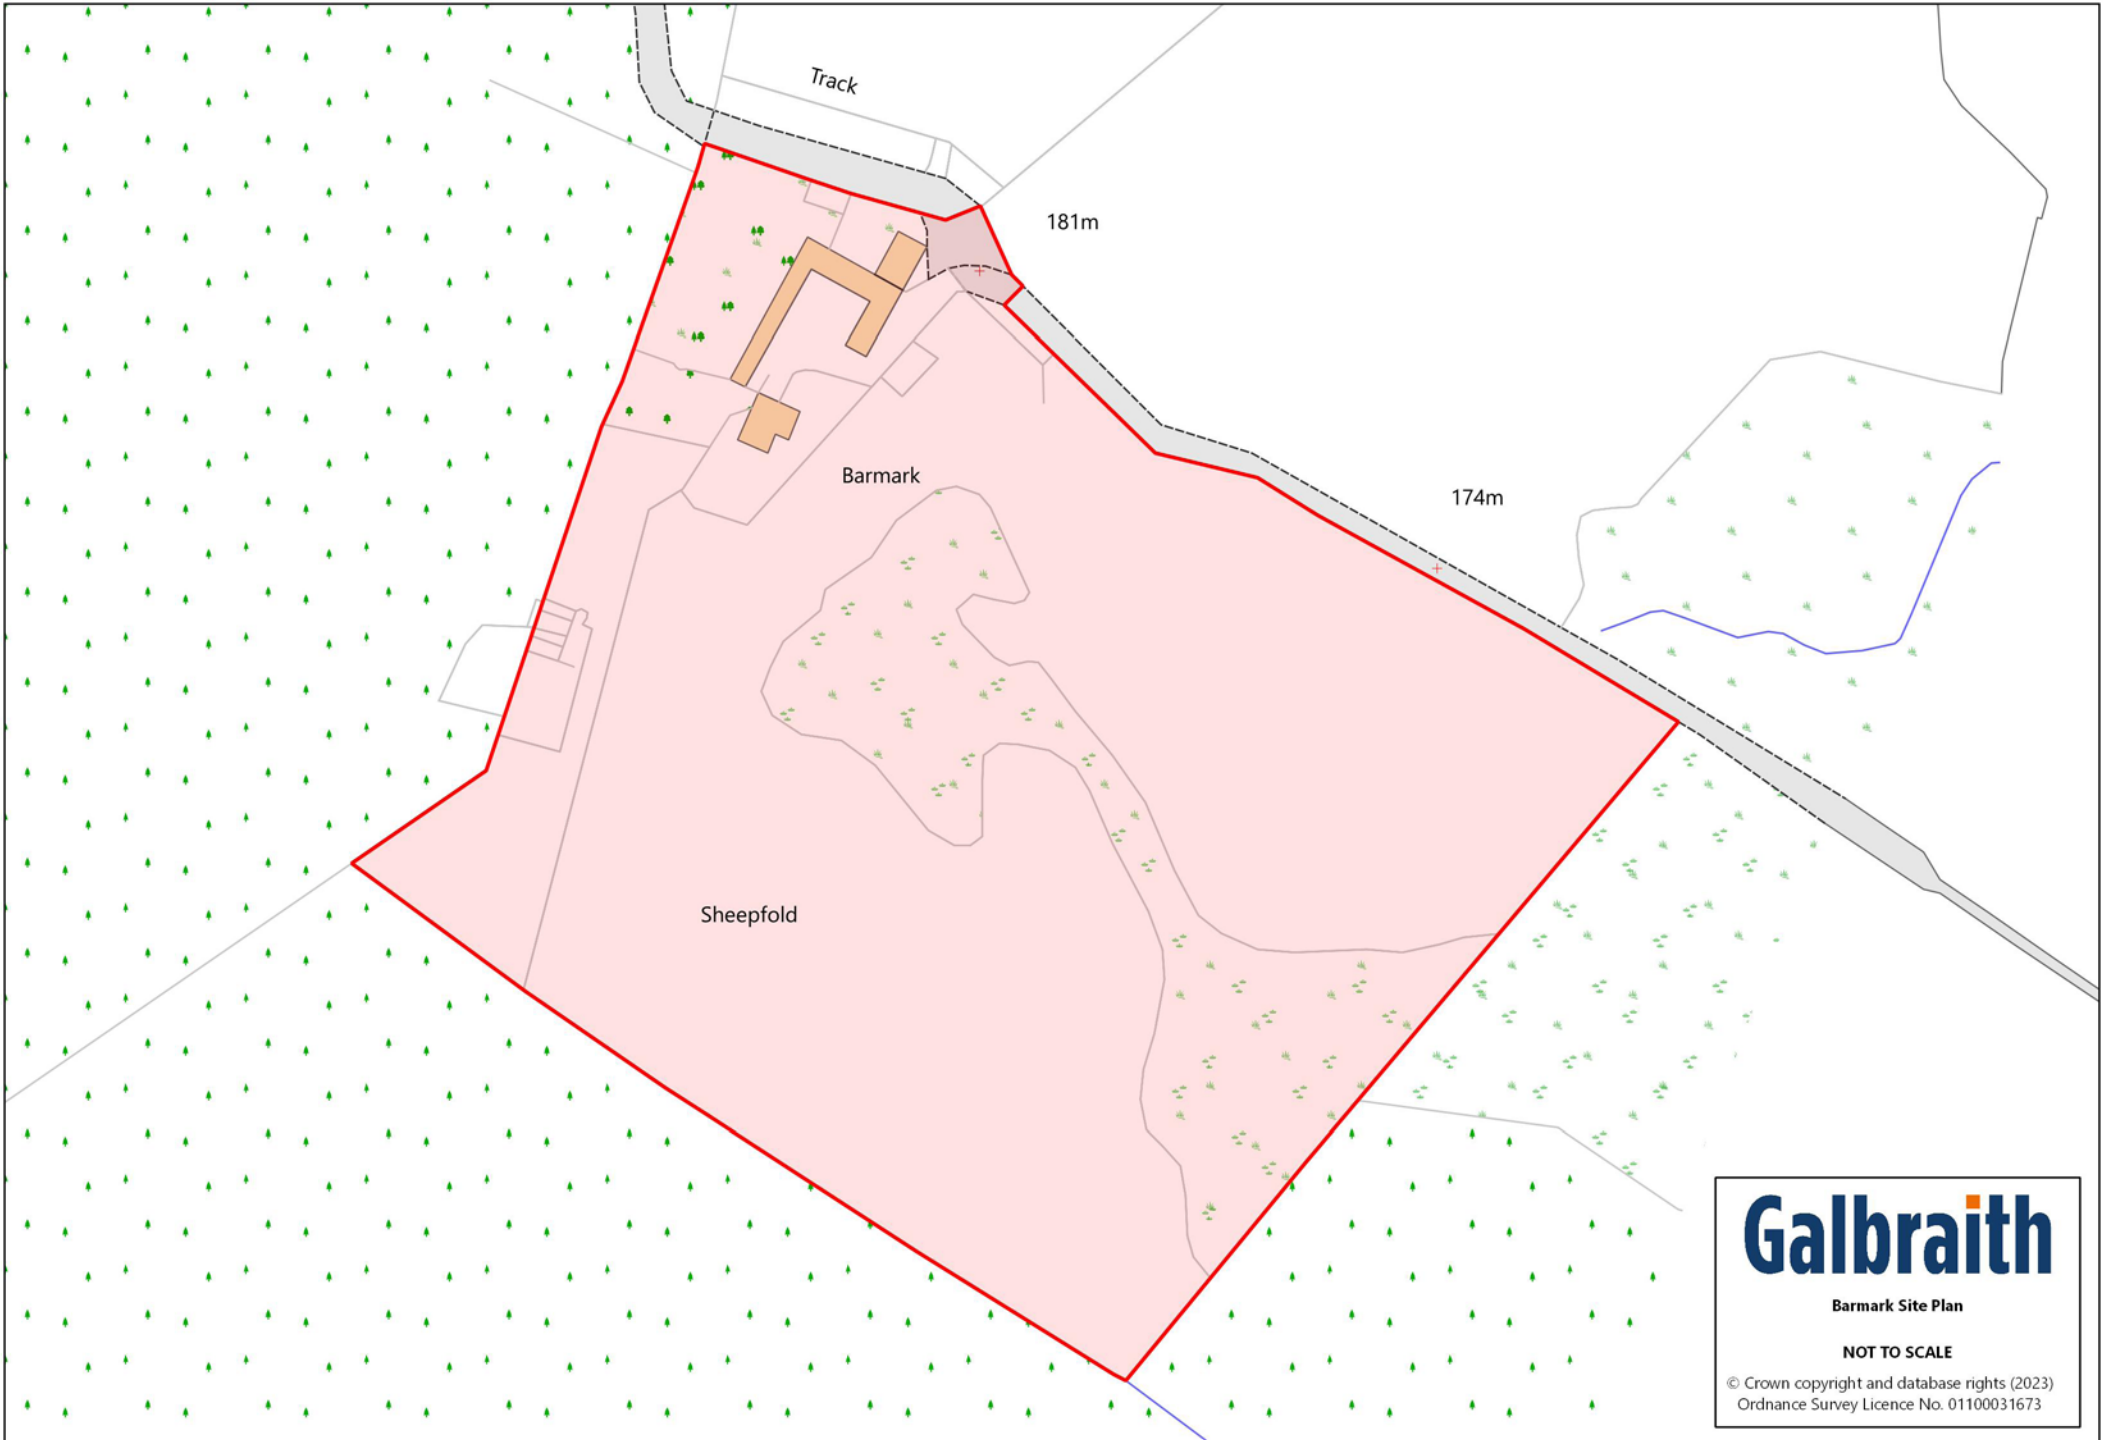 Track
181m
Barmark
174m
Sheepfold
Galbraith
Barmark Site Plan
NOT TO SCALE
© Crown copyright and database rights (2023)
Ordnance Survey Licence No. 01100031673